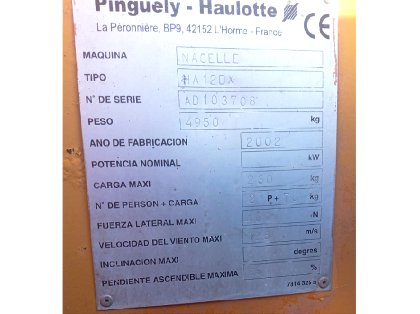 Pinguely - Haulotte
La Péronnière, BP9, 42152 L'Horme - France
CE
MAQUINA NACELLE
TIPO HA12DX
N° DE SERIE AD103708
PESO 4950 kg
ANO DE FABRICACION 2002
POTENCIA NOMINAL kW
CARGA MAXI 230 kg
N° DE PERSON + CARGA P+ kg
FUERZA LATERAL MAXI N
VELOCIDAD DEL VIENTO MAXI m/s
INCLINACION MAXI degres
PENDIENTE ASCENDIBLE MAXIMA %